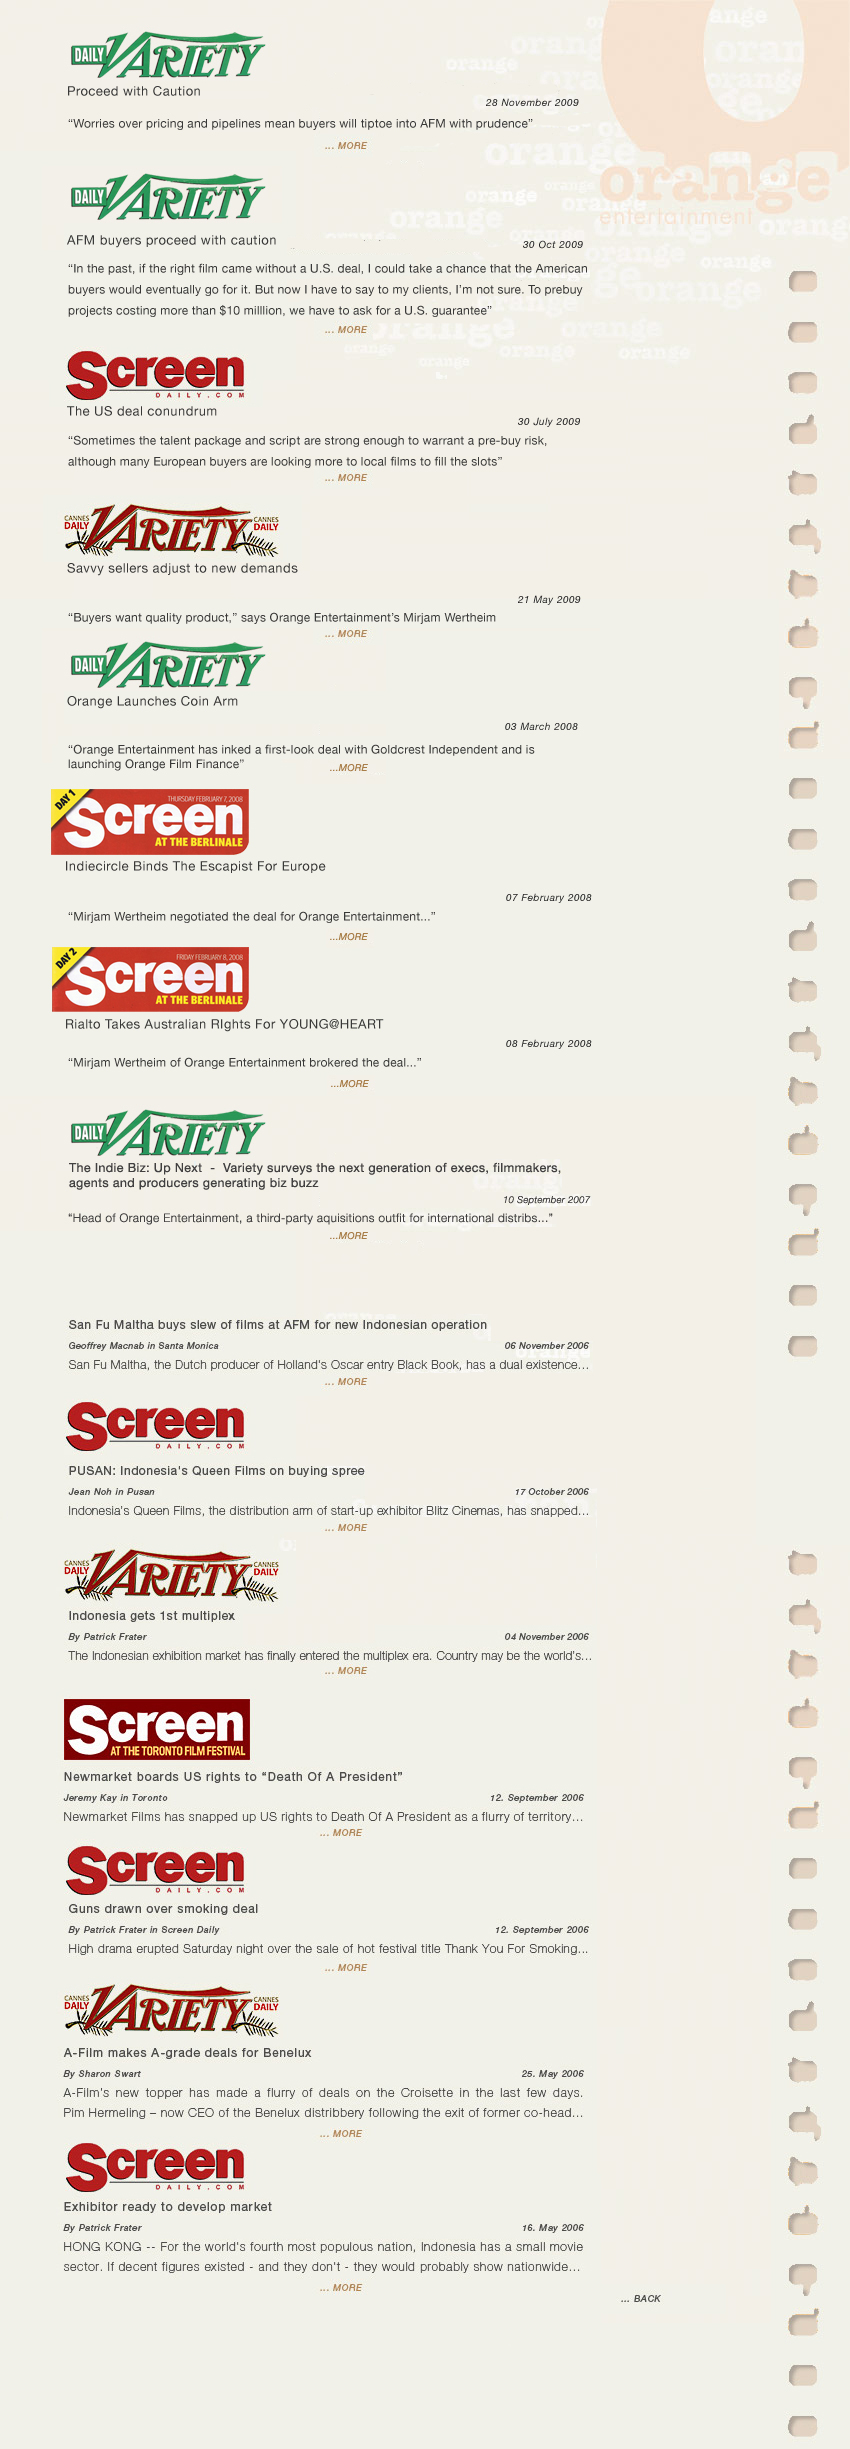 DAILY VARIETY
Proceed with Caution
28 November 2009
“Worries over pricing and pipelines mean buyers will tiptoe into AFM with prudence”
... MORE
orange
entertainment
DAILY VARIETY
AFM buyers proceed with caution
30 Oct 2009
“In the past, if the right film came without a U.S. deal, I could take a chance that the American
buyers would eventually go for it. But now I have to say to my clients, I’m not sure. To prebuy
projects costing more than $10 milllion, we have to ask for a U.S. guarantee”
... MORE
Screen
DAILY.COM
The US deal conundrum
30 July 2009
“Sometimes the talent package and script are strong enough to warrant a pre-buy risk,
although many European buyers are looking more to local films to fill the slots”
... MORE
CANNES DAILY VARIETY CANNES DAILY
Savvy sellers adjust to new demands
21 May 2009
“Buyers want quality product,” says Orange Entertainment’s Mirjam Wertheim
... MORE
DAILY VARIETY
Orange Launches Coin Arm
03 March 2008
“Orange Entertainment has inked a first-look deal with Goldcrest Independent and is
launching Orange Film Finance”
...MORE
DAY 1
THURSDAY FEBRUARY 7, 2008
Screen
AT THE BERLINALE
Indiecircle Binds The Escapist For Europe
07 February 2008
“Mirjam Wertheim negotiated the deal for Orange Entertainment...”
...MORE
DAY 2
FRIDAY FEBRUARY 8, 2008
Screen
AT THE BERLINALE
Rialto Takes Australian RIghts For YOUNG@HEART
08 February 2008
“Mirjam Wertheim of Orange Entertainment brokered the deal...”
...MORE
DAILY VARIETY
The Indie Biz: Up Next - Variety surveys the next generation of execs, filmmakers,
agents and producers generating biz buzz
10 September 2007
“Head of Orange Entertainment, a third-party aquisitions outfit for international distribs...”
...MORE
San Fu Maltha buys slew of films at AFM for new Indonesian operation
Geoffrey Macnab in Santa Monica 06 November 2006
San Fu Maltha, the Dutch producer of Holland's Oscar entry Black Book, has a dual existence...
... MORE
Screen
DAILY.COM
PUSAN: Indonesia's Queen Films on buying spree
Jean Noh in Pusan 17 October 2006
Indonesia's Queen Films, the distribution arm of start-up exhibitor Blitz Cinemas, has snapped...
... MORE
CANNES DAILY VARIETY CANNES DAILY
Indonesia gets 1st multiplex
By Patrick Frater 04 November 2006
The Indonesian exhibition market has finally entered the multiplex era. Country may be the world's...
... MORE
Screen
AT THE TORONTO FILM FESTIVAL
Newmarket boards US rights to “Death Of A President”
Jeremy Kay in Toronto 12. September 2006
Newmarket Films has snapped up US rights to Death Of A President as a flurry of territory...
... MORE
Screen
DAILY.COM
Guns drawn over smoking deal
By Patrick Frater in Screen Daily 12. September 2006
High drama erupted Saturday night over the sale of hot festival title Thank You For Smoking...
... MORE
CANNES DAILY VARIETY CANNES DAILY
A-Film makes A-grade deals for Benelux
By Sharon Swart 25. May 2006
A-Film's new topper has made a flurry of deals on the Croisette in the last few days.
Pim Hermeling – now CEO of the Benelux distribbery following the exit of former co-head...
... MORE
Screen
DAILY.COM
Exhibitor ready to develop market
By Patrick Frater 16. May 2006
HONG KONG -- For the world's fourth most populous nation, Indonesia has a small movie
sector. If decent figures existed - and they don't - they would probably show nationwide...
... MORE
... BACK